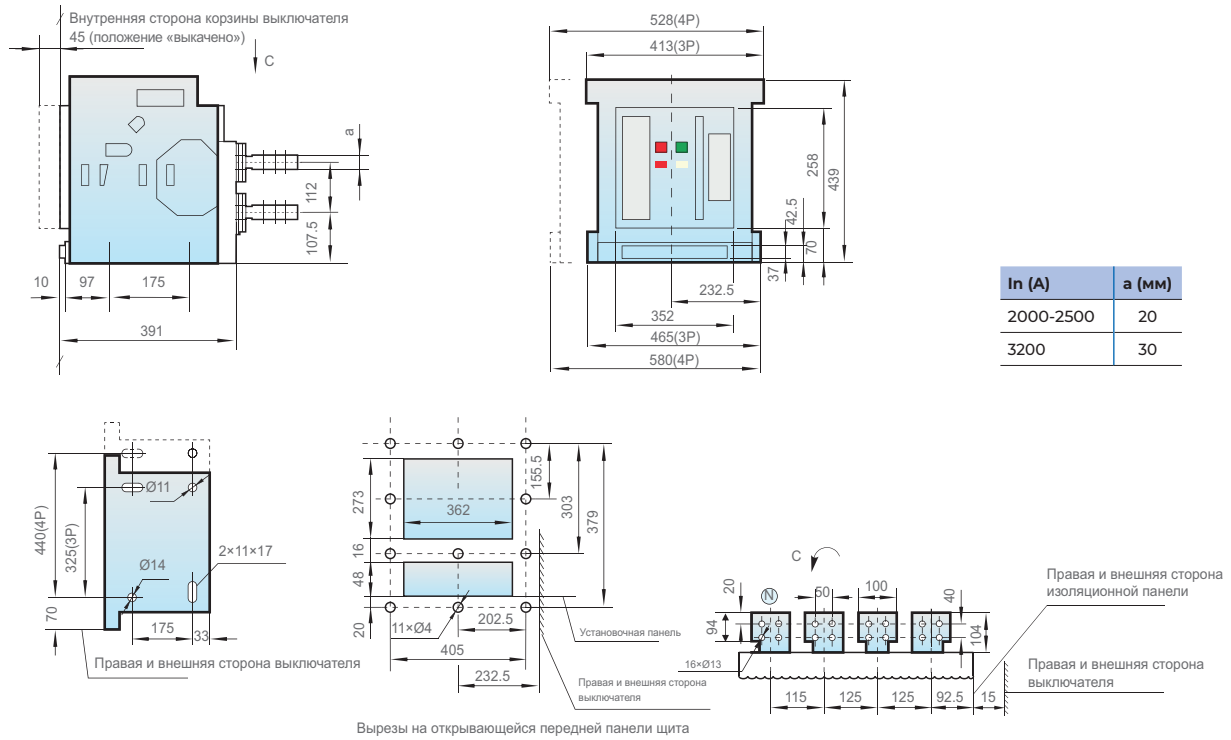 Внутренняя сторона корзины выключателя
45 (положение «выкачено»)
C
a
112
107.5
10
97
175
391
528(4P)
413(3P)
258
439
42.5
70
37
232.5
352
465(3P)
580(4P)
In (A)
a (мм)
2000-2500
20
3200
30
440(4P)
325(3P)
70
Ø11
Ø14
2×11×17
175
33
Правая и внешняя сторона выключателя
273
16
48
20
362
155.5
303
379
11×Ø4
202.5
405
232.5
Установочная панель
Правая и внешняя сторона
выключателя
Вырезы на открывающейся передней панели щита
C
20
94
N
50
100
40
104
16×Ø13
115
125
125
92.5
15
Правая и внешняя сторона
изоляционной панели
Правая и внешняя сторона
выключателя